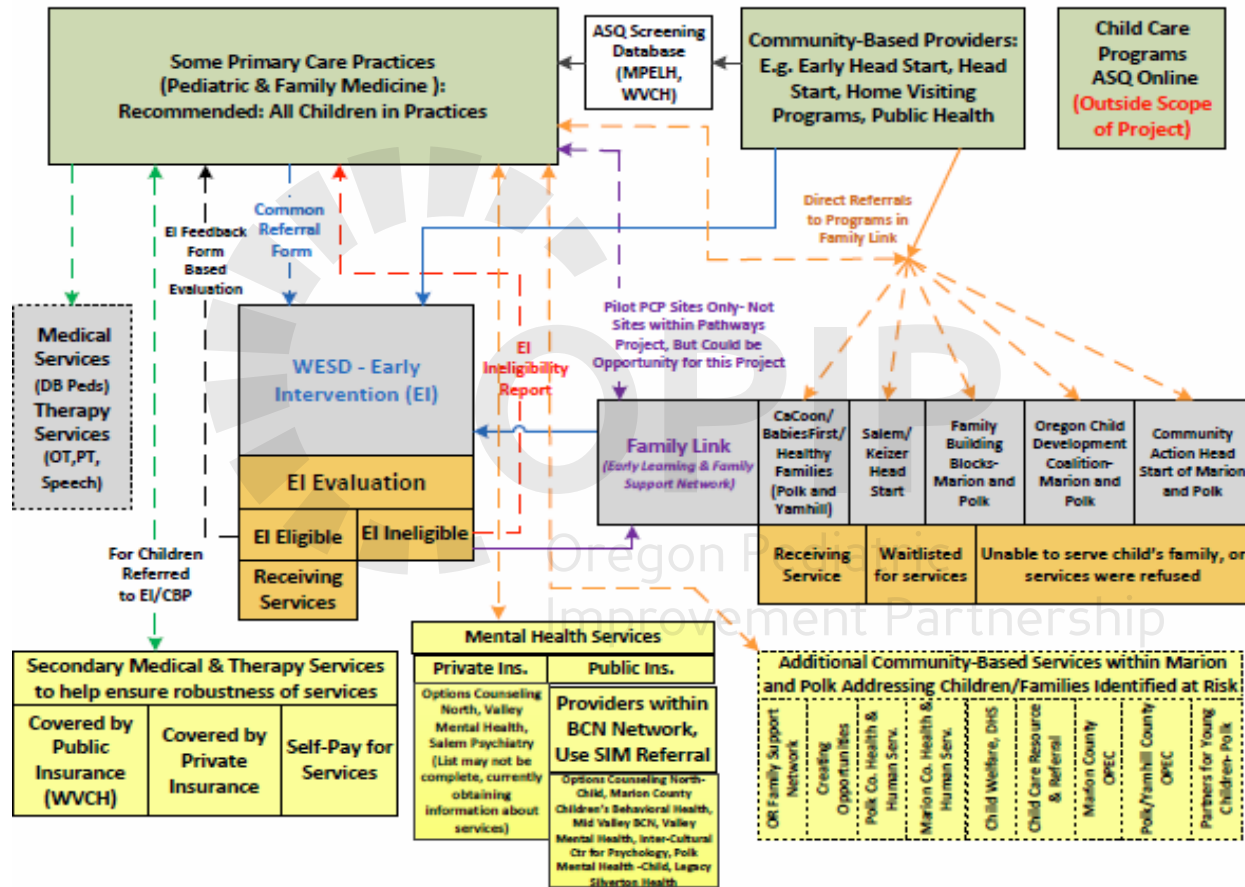 Some Primary Care Practices
(Pediatric & Family Medicine ):
Recommended: All Children in Practices
ASQ Screening
Database
(MPELH,
WVCH)
Community-Based Providers:
E.g. Early Head Start, Head
Start, Home Visiting
Programs, Public Health
Child Care
Programs
ASQ Online
(Outside Scope
of Project)
EI Feedback
Form
Based
Evaluation
Common
Referral
Form
Direct Referrals
to Programs in
Family Link
Pilot PCP Sites Only- Not
Sites within Pathways
Project, But Could be
Opportunity for this Project
EI
Ineligibility
Report
Medical
Services
(DB Peds)
Therapy
Services
(OT,PT,
Speech)
WESD - Early
Intervention (EI)
EI Evaluation
EI Eligible
EI Ineligible
Receiving
Services
Family Link
(Early Learning & Family
Support Network)
CaCoon/
BabiesFirst/
Healthy
Families
(Polk and
Yamhill)
Salem/
Keizer
Head
Start
Family
Building
Blocks-
Marion and
Polk
Oregon Child
Development
Coalition-
Marion and
Polk
Community
Action Head
Start of Marion
and Polk
Receiving
Service
Waitlisted
for services
Unable to serve child's family, or
services were refused
For Children
Referred
to EI/CBP
OPIP
Oregon Pediatric
Improvement Partnership
Secondary Medical & Therapy Services
to help ensure robustness of services
Covered by
Public
Insurance
(WVCH)
Covered by
Private
Insurance
Self-Pay for
Services
Mental Health Services
Private Ins.
Options Counseling
North, Valley
Mental Health,
Salem Psychiatry
(List may not be
complete, currently
obtaining
information about
services)
Public Ins.
Providers within
BCN Network,
Use SIM Referral
Options Counseling North-
Child, Marion County
Children's Behavioral Health,
Mid Valley BCN, Valley
Mental Health, Inter-Cultural
Ctr for Psychology, Polk
Mental Health -Child, Legacy
Silverton Health
Additional Community-Based Services within Marion
and Polk Addressing Children/Families Identified at Risk
OR Family Support
Network
Creating
Opportunities
Polk Co. Health &
Human Serv.
Marion Co. Health &
Human Serv.
Child Welfare, DHS
Child Care Resource
& Referral
Marion County
OPEC
Polk/Yamhill County
OPEC
Partners for Young
Children- Polk